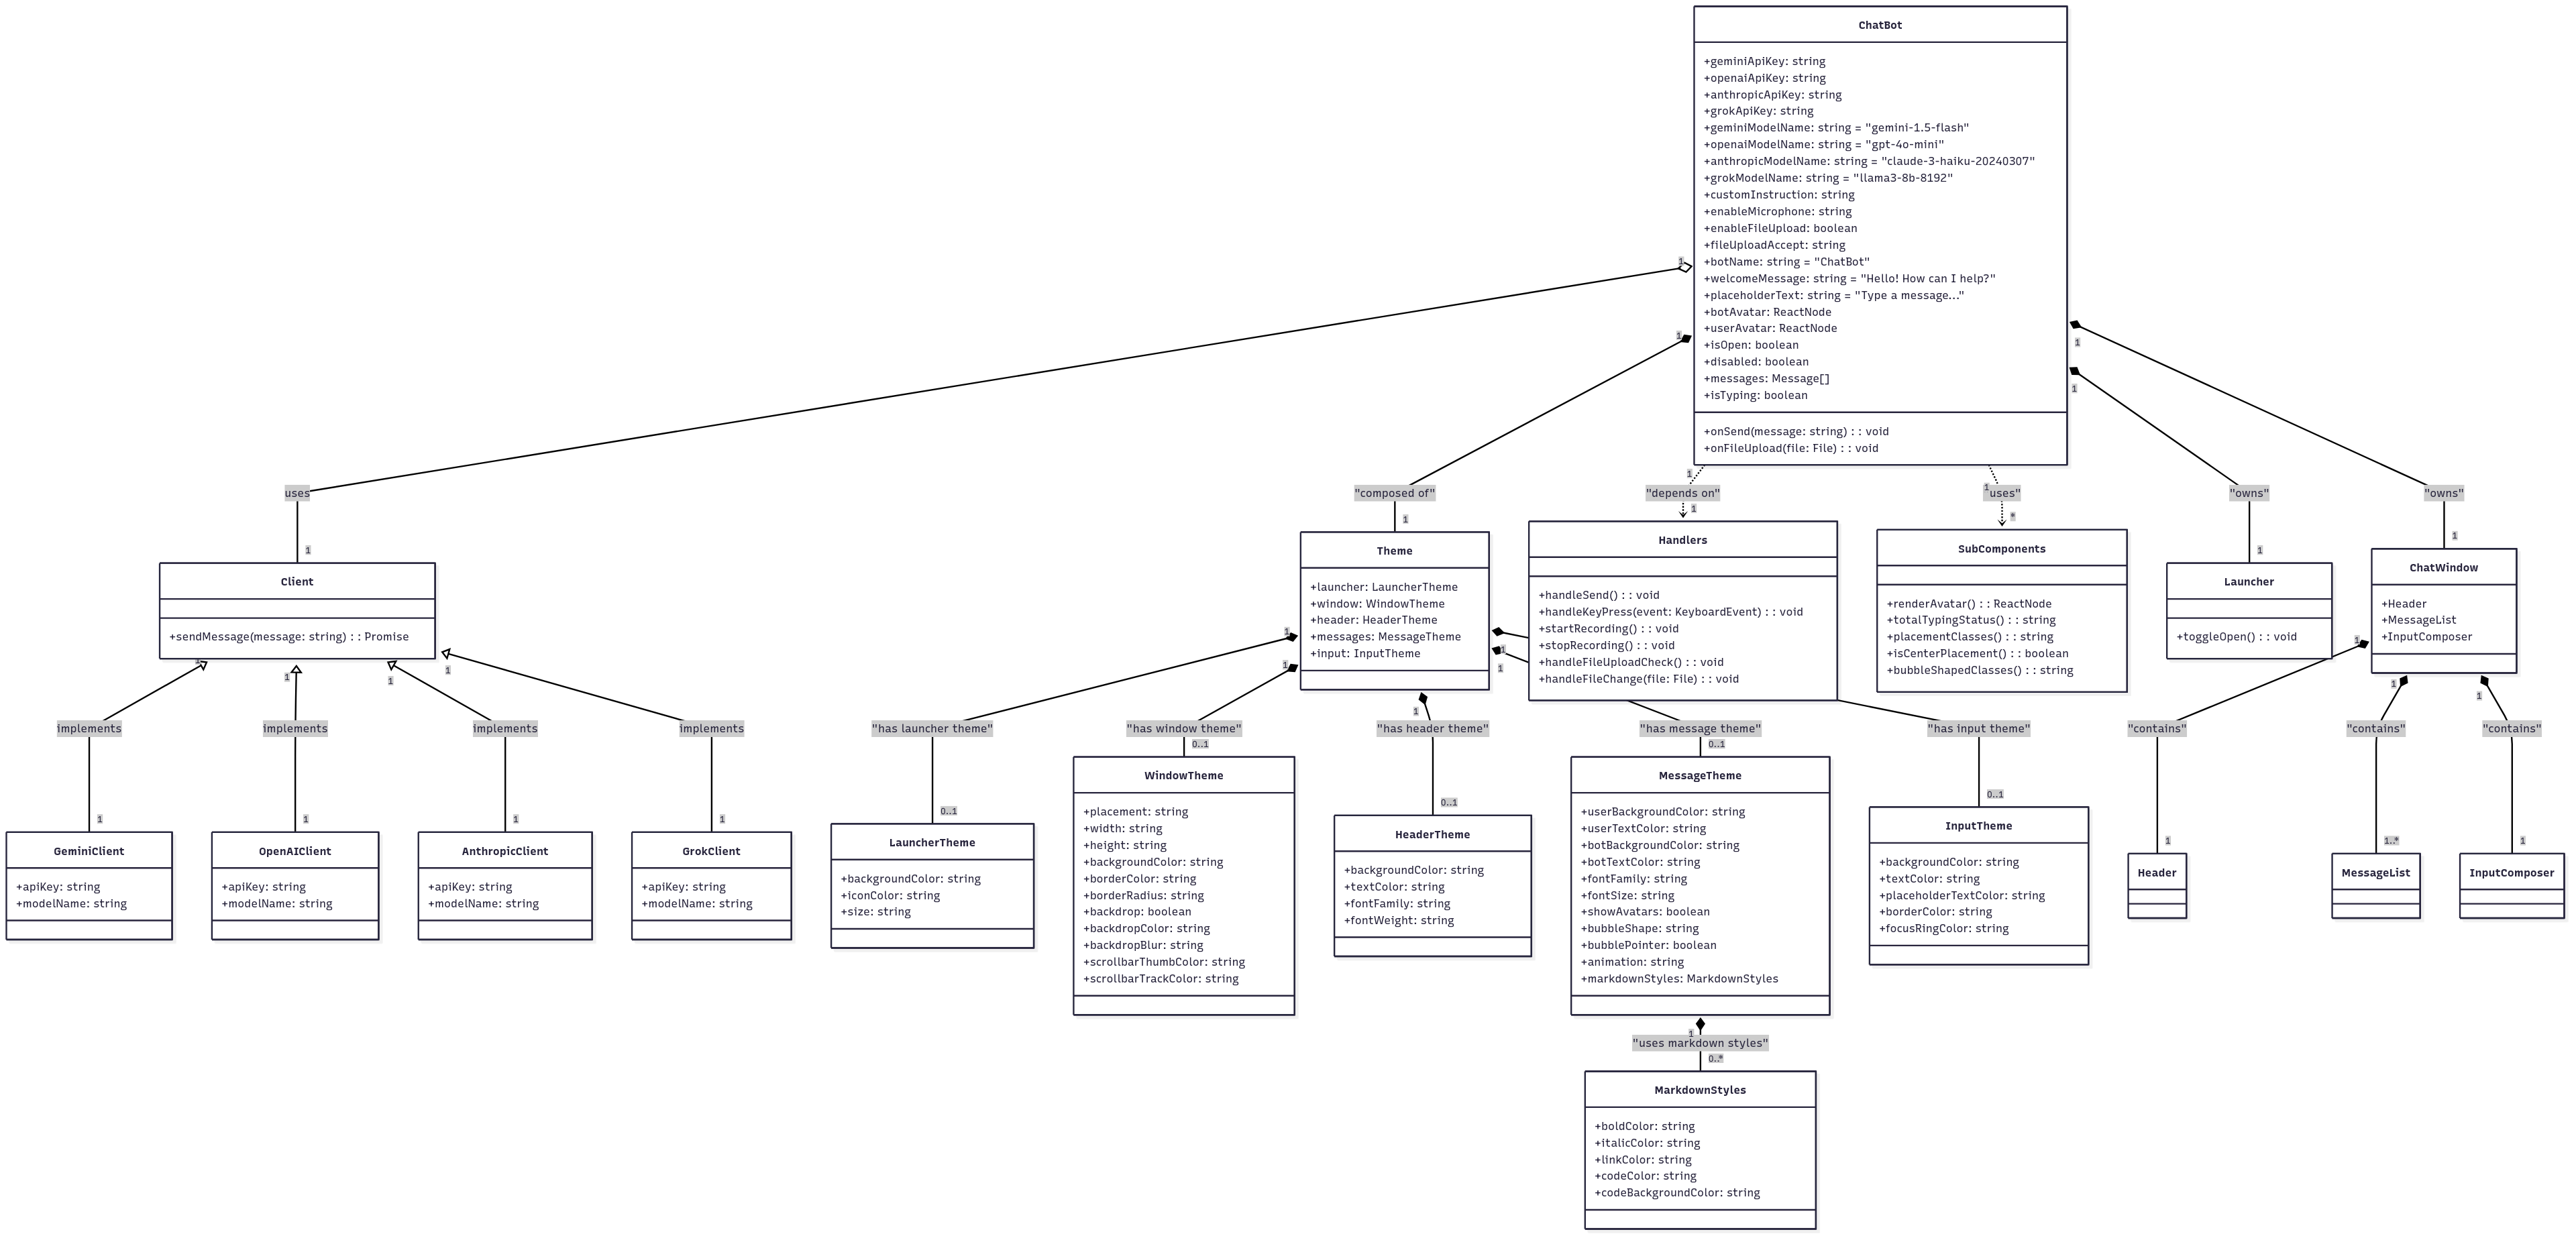 ChatBot
+geminiApiKey: string
+openaiApiKey: string
+anthropicApiKey: string
+grokApiKey: string
+geminiModelName: string = "gemini-1.5-flash"
+openaiModelName: string = "gpt-4o-mini"
+anthropicModelName: string = "claude-3-haiku-20240307"
+grokModelName: string = "llama3-8b-8192"
+customInstruction: string
+enableMicrophone: string
+enableFileUpload: boolean
+fileUploadAccept: string
+botName: string = "ChatBot"
+welcomeMessage: string = "Hello! How can I help?"
+placeholderText: string = "Type a message..."
+botAvatar: ReactNode
+userAvatar: ReactNode
+isOpen: boolean
+disabled: boolean
+messages: Message[]
+isTyping: boolean
+onSend(message: string) : : void
+onFileUpload(file: File) : : void
1
1
1
1
1
1
uses
"composed of"
"depends on"
"uses"
"owns"
"owns"
1
1
1
*
1
1
Client
+sendMessage(message: string) : : Promise
Theme
+launcher: LauncherTheme
+window: WindowTheme
+header: HeaderTheme
+messages: MessageTheme
+input: InputTheme
Handlers
+handleSend() : : void
+handleKeyPress(event: KeyboardEvent) : : void
+startRecording() : : void
+stopRecording() : : void
+handleFileUploadCheck() : : void
+handleFileChange(file: File) : : void
SubComponents
+renderAvatar() : : ReactNode
+totalTypingStatus() : : string
+placementClasses() : : string
+isCenterPlacement() : : boolean
+bubbleShapedClasses() : : string
Launcher
+toggleOpen() : : void
ChatWindow
+Header
+MessageList
+InputComposer
1
1
1
1
1
1
1
1
1
1
1
1
implements
implements
implements
implements
"has launcher theme"
"has window theme"
"has header theme"
"has message theme"
"has input theme"
"contains"
"contains"
"contains"
1
1
1
1
0..1
0..1
0..1
0..1
0..1
1
1..*
1
GeminiClient
+apiKey: string
+modelName: string
OpenAIClient
+apiKey: string
+modelName: string
AnthropicClient
+apiKey: string
+modelName: string
GrokClient
+apiKey: string
+modelName: string
LauncherTheme
+backgroundColor: string
+iconColor: string
+size: string
WindowTheme
+placement: string
+width: string
+height: string
+backgroundColor: string
+borderColor: string
+borderRadius: string
+backdrop: boolean
+backdropColor: string
+backdropBlur: string
+scrollbarThumbColor: string
+scrollbarTrackColor: string
HeaderTheme
+backgroundColor: string
+textColor: string
+fontFamily: string
+fontWeight: string
MessageTheme
+userBackgroundColor: string
+userTextColor: string
+botBackgroundColor: string
+botTextColor: string
+fontFamily: string
+fontSize: string
+showAvatars: boolean
+bubbleShape: string
+bubblePointer: boolean
+animation: string
+markdownStyles: MarkdownStyles
InputTheme
+backgroundColor: string
+textColor: string
+placeholderTextColor: string
+borderColor: string
+focusRingColor: string
Header
MessageList
InputComposer
1
"uses markdown styles"
0..*
MarkdownStyles
+boldColor: string
+italicColor: string
+linkColor: string
+codeColor: string
+codeBackgroundColor: string